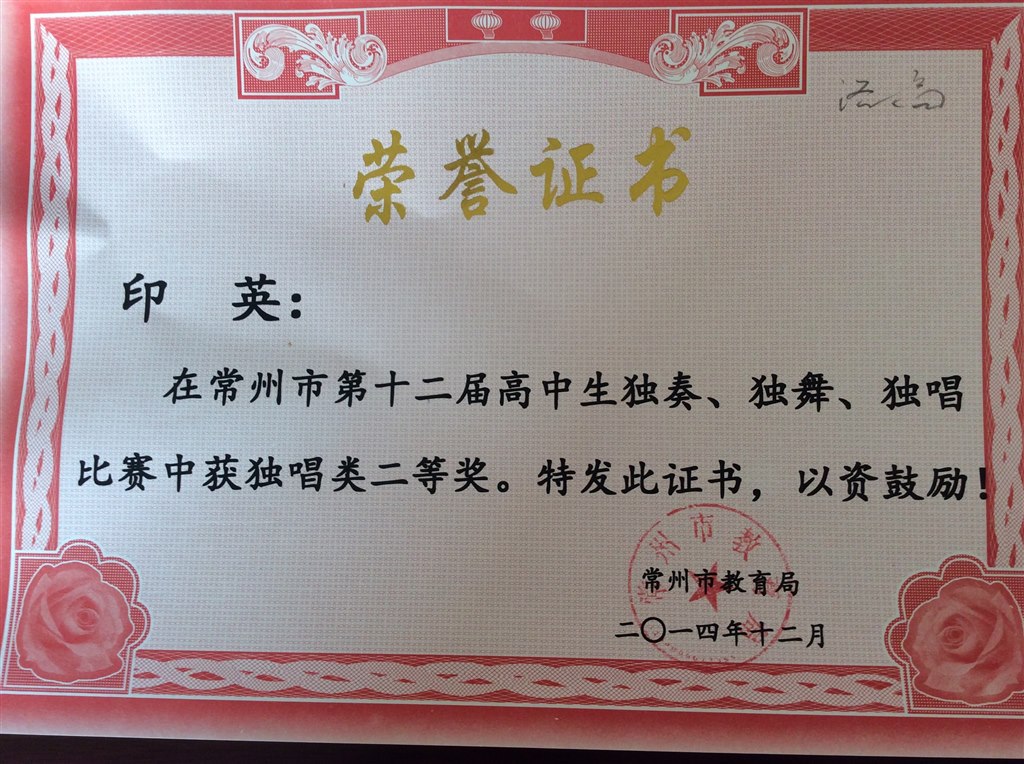 荣誉证书
印 英：
在常州市第十二届高中生独奏、独舞、独唱
比赛中获独唱类二等奖。特发此证书，以资鼓励！
常州市教育局
二〇一四年十二月